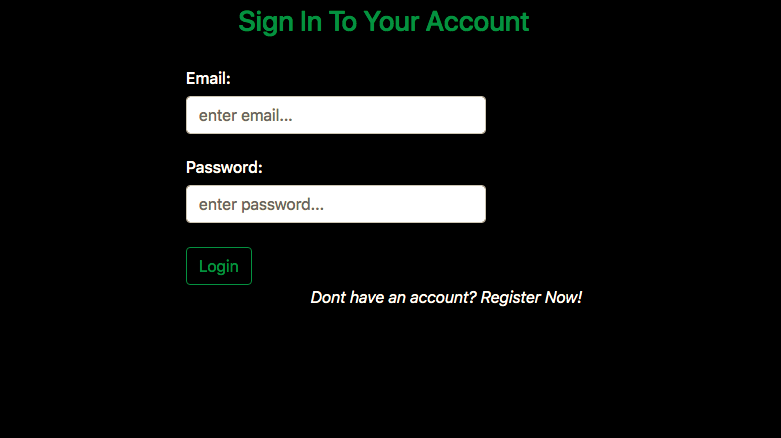 Sign In To Your Account
Email:
enter email...
Password:
enter password...
Login
Dont have an account? Register Now!